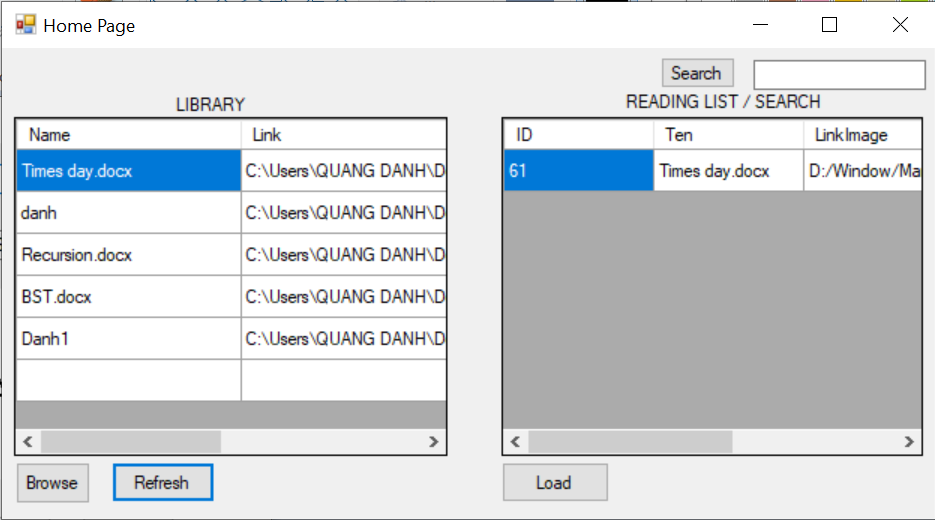 Home Page
Search
LIBRARY
READING LIST / SEARCH
Name Link
Times day.docx C:\Users\QUANG DANH\D
danh C:\Users\QUANG DANH\D
Recursion.docx C:\Users\QUANG DANH\D
BST.docx C:\Users\QUANG DANH\D
Danh1 C:\Users\QUANG DANH\D
ID Ten LinkImage
61 Times day.docx D:/Window/Ma
Browse Refresh
Load